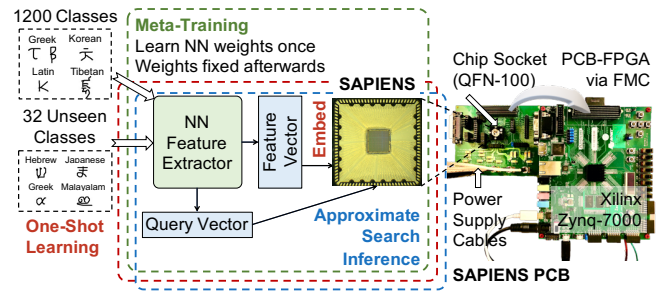 1200 Classes
Greek Korean
Latin Tibetan
32 Unseen
Classes
Hebrew Japanese
Greek Malayalam
α
One-Shot
Learning
Meta-Training
Learn NN weights once
Weights fixed afterwards
SAPIENS
NN
Feature
Extractor
Feature
Vector
Embed
Query Vector
Approximate
Search
Inference
Chip Socket
(QFN-100)
PCB-FPGA
via FMC
Power
Supply
Cables
Xilinx
Zynq-7000
SAPIENS PCB